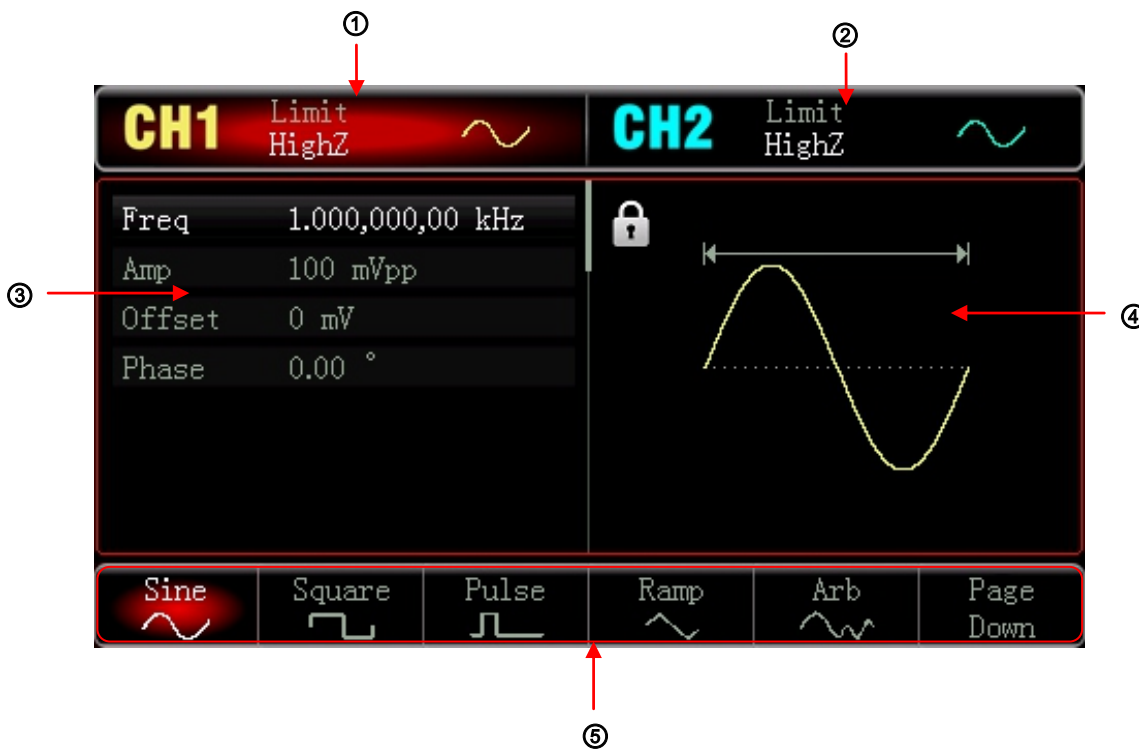 ① ②
CH1 Limit HighZ CH2 Limit HighZ
Freq 1.000,000,00 kHz
Amp 100 mVpp
③ ④
Offset 0 mV
Phase 0.00 °
Sine Square Pulse Ramp Arb Page Down
⑤